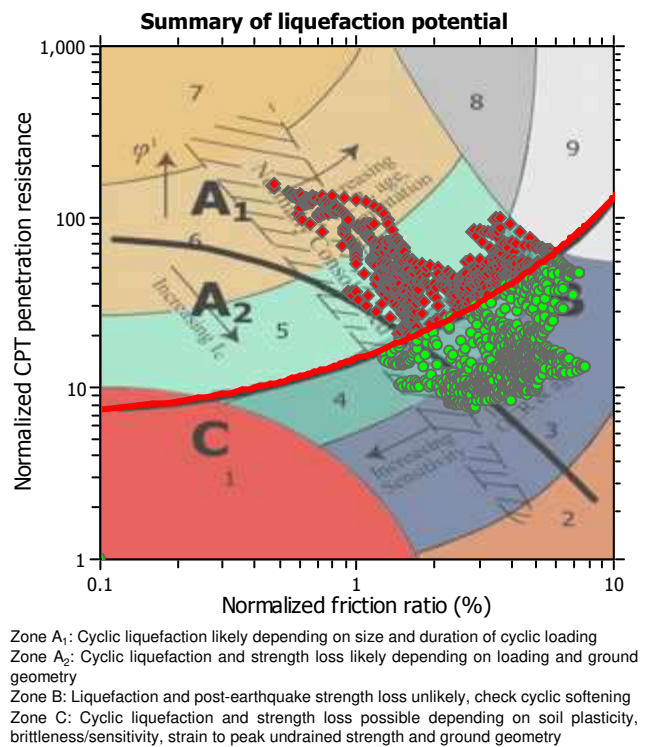 Summary of liquefaction potential
1,000
100
10
1
0.1
1
10
Normalized CPT penetration resistance
Normalized friction ratio (%)
7
8
9
φ'
A1
6
A2
5
Increasing Ic
B
4
C
1
Increasing
Sensitivity
3
2
Zone A1: Cyclic liquefaction likely depending on size and duration of cyclic loading
Zone A2: Cyclic liquefaction and strength loss likely depending on loading and ground
geometry
Zone B: Liquefaction and post-earthquake strength loss unlikely, check cyclic softening
Zone C: Cyclic liquefaction and strength loss possible depending on soil plasticity,
brittleness/sensitivity, strain to peak undrained strength and ground geometry